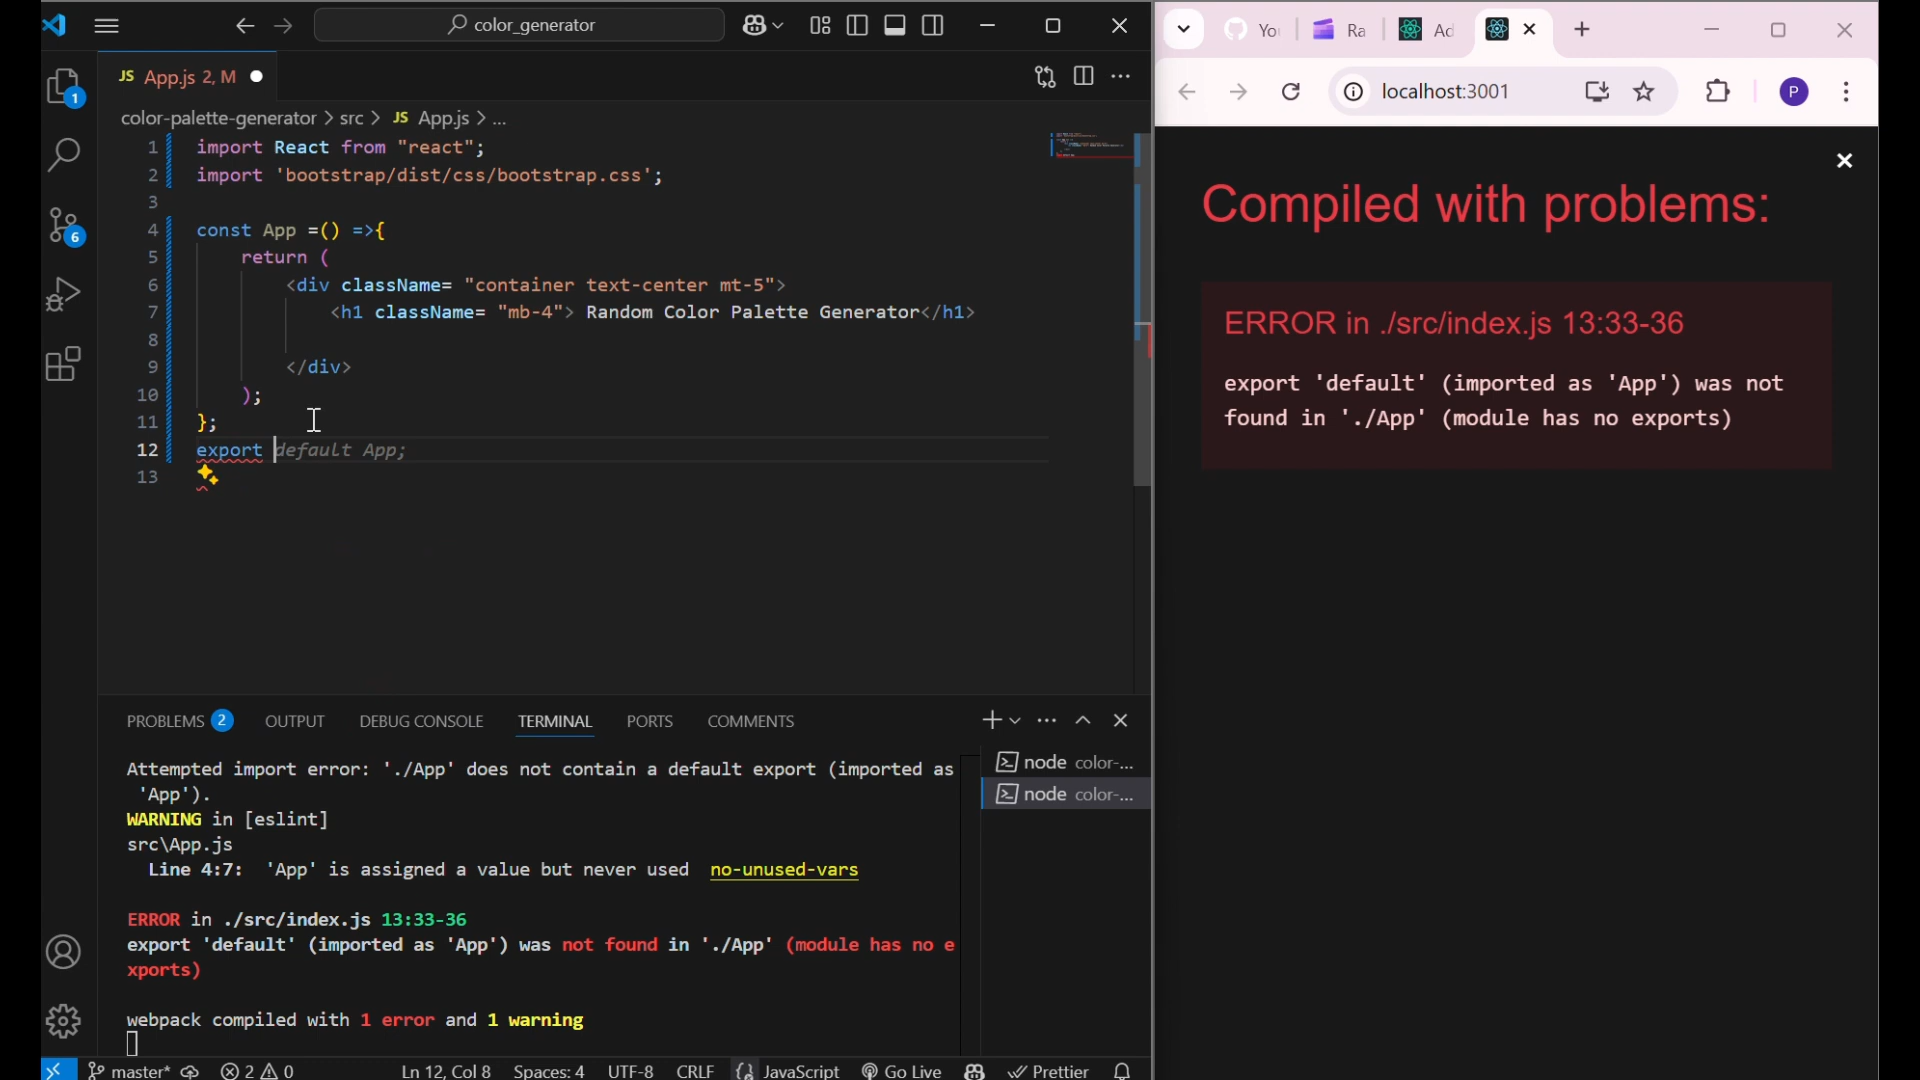 color_generator
JS App.js 2, M
1
6
color-palette-generator > src > JS App.js > ...
1 import React from "react";
2 import 'bootstrap/dist/css/bootstrap.css';
3
4 const App =() =>{
5 return (
6 <div className= "container text-center mt-5">
7 <h1 className= "mb-4"> Random Color Palette Generator</h1>
8
9 </div>
10 );
11 };
12 export default App;
13
PROBLEMS 2 OUTPUT DEBUG CONSOLE TERMINAL PORTS COMMENTS
Attempted import error: './App' does not contain a default export (imported as
'App').
WARNING in [eslint]
src\App.js
Line 4:7: 'App' is assigned a value but never used no-unused-vars
ERROR in ./src/index.js 13:33-36
export 'default' (imported as 'App') was not found in './App' (module has no e
xports)
webpack compiled with 1 error and 1 warning
node color-...
node color-...
master* 2 0 Ln 12, Col 8 Spaces: 4 UTF-8 CRLF {} JavaScript Go Live Prettier
Yo Ra Ad
localhost:3001
P
Compiled with problems:
ERROR in ./src/index.js 13:33-36
export 'default' (imported as 'App') was not
found in './App' (module has no exports)